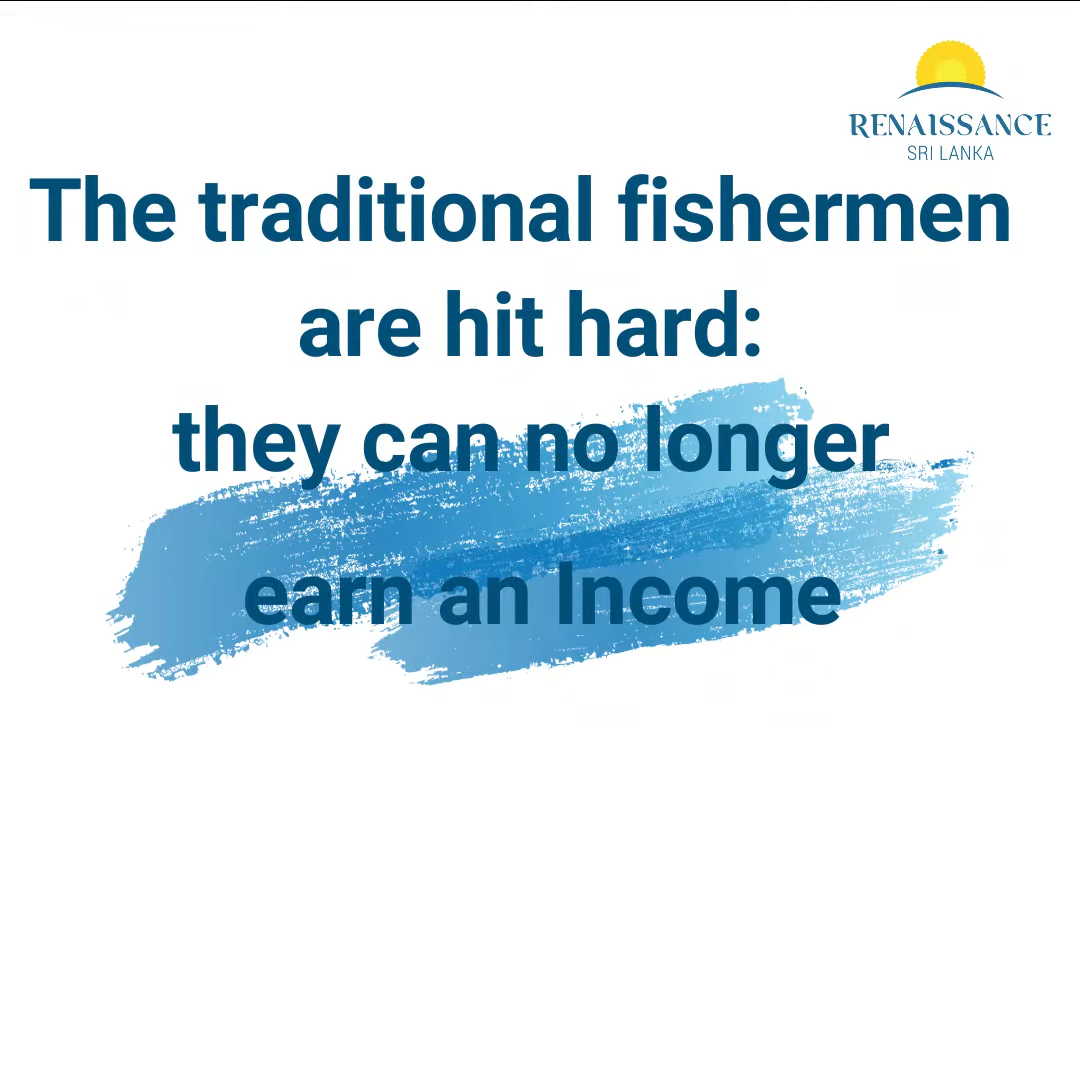 RENAISSANCE
SRI LANKA
The traditional fishermen
are hit hard:
they can no longer
earn an Income